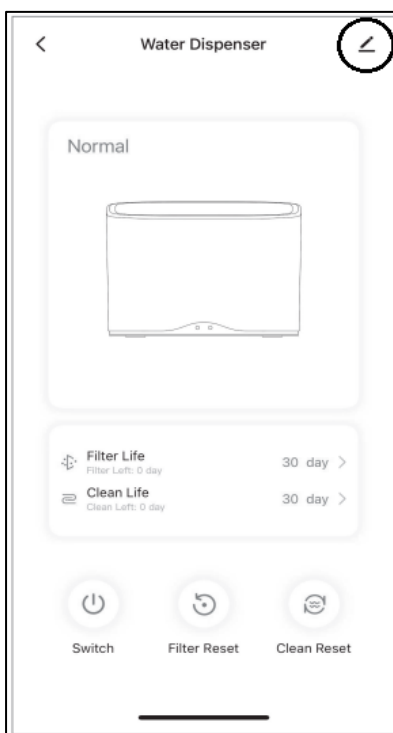 Water Dispenser
Normal
Filter Life
30 day
Filter Left: 0 day
Clean Life
30 day
Clean Left: 0 day
Switch Filter Reset Clean Reset